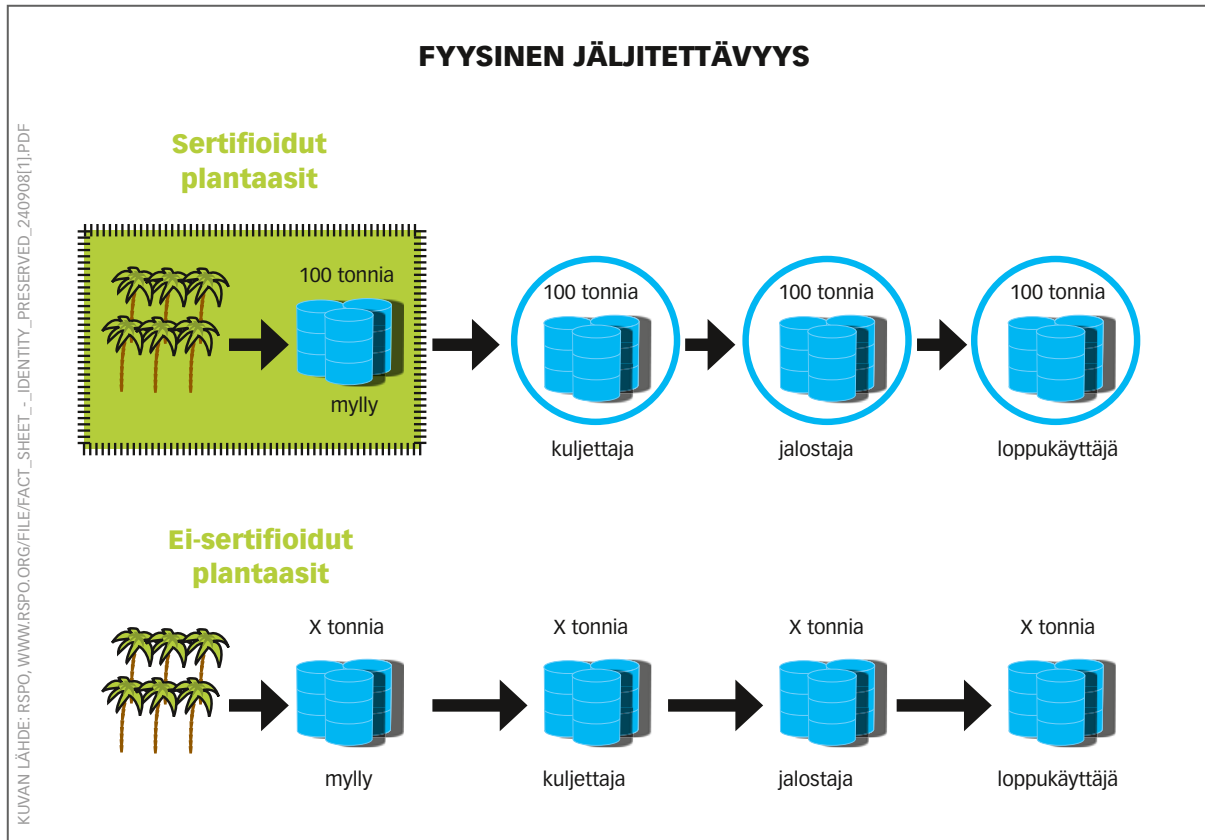 FYYSINEN JÄLJITETTÄVYYS
KUVAN LÄHDE: RSPO, WWW.RSPO.ORG/FILE/FACT_SHEET_-_IDENTITY_PRESERVED_240908[1].PDF
Sertifioidut
plantaasit
100 tonnia
mylly
100 tonnia
kuljettaja
100 tonnia
jalostaja
100 tonnia
loppukäyttäjä
Ei-sertifioidut
plantaasit
X tonnia
mylly
X tonnia
kuljettaja
X tonnia
jalostaja
X tonnia
loppukäyttäjä